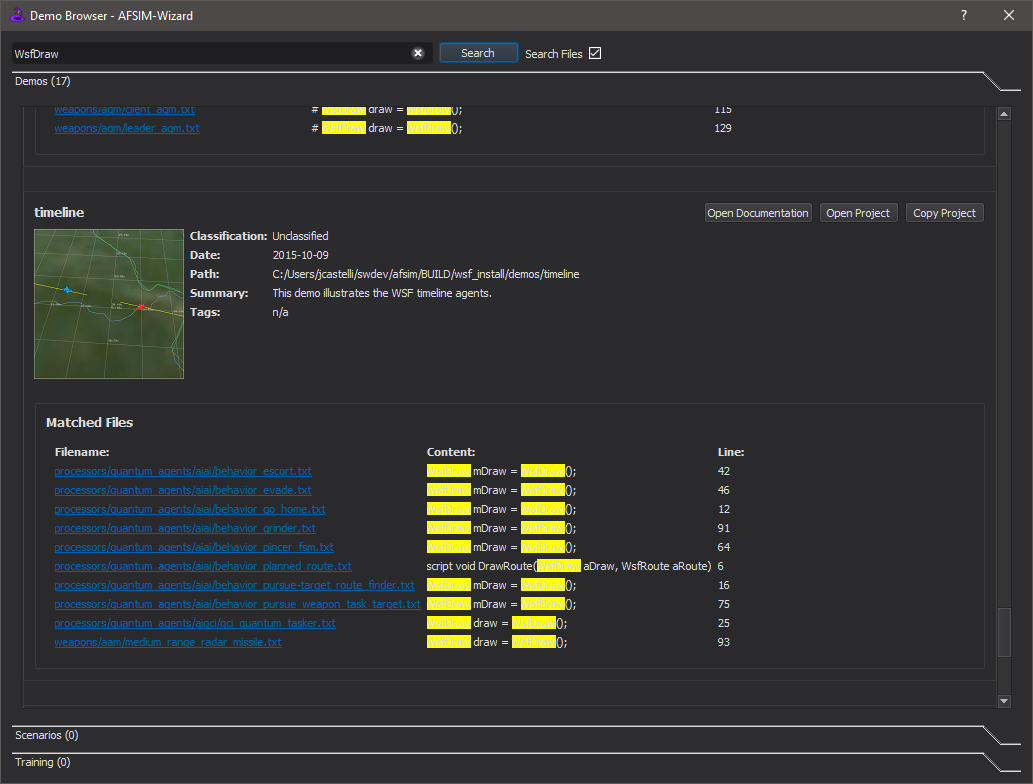 Demo Browser - AFSIM-Wizard
?
WsfDraw
Search
Search Files
Demos (17)
weapons/agm/client_agm.txt # WsfDraw draw = WsfDraw(); 115
weapons/agm/leader_agm.txt # WsfDraw draw = WsfDraw(); 129
timeline
Open Documentation
Open Project
Copy Project
Classification: Unclassified
Date: 2015-10-09
Path: C:/Users/jcastelli/swdev/afsim/BUILD/wsf_install/demos/timeline
Summary: This demo illustrates the WSF timeline agents.
Tags: n/a
Matched Files
Filename: Content: Line:
processors/quantum_agents/aiai/behavior_escort.txt WsfDraw mDraw = WsfDraw(); 42
processors/quantum_agents/aiai/behavior_evade.txt WsfDraw mDraw = WsfDraw(); 46
processors/quantum_agents/aiai/behavior_go_home.txt WsfDraw mDraw = WsfDraw(); 12
processors/quantum_agents/aiai/behavior_grinder.txt WsfDraw mDraw = WsfDraw(); 91
processors/quantum_agents/aiai/behavior_pincer_fsm.txt WsfDraw mDraw = WsfDraw(); 64
processors/quantum_agents/aiai/behavior_planned_route.txt script void DrawRoute(WsfDraw aDraw, WsfRoute aRoute) 6
processors/quantum_agents/aiai/behavior_pursue-target_route_finder.txt WsfDraw mDraw = WsfDraw(); 16
processors/quantum_agents/aiai/behavior_pursue_weapon_task_target.txt WsfDraw mDraw = WsfDraw(); 75
processors/quantum_agents/aigci/gci_quantum_tasker.txt WsfDraw draw = WsfDraw(); 25
weapons/aam/medium_range_radar_missile.txt WsfDraw draw = WsfDraw(); 93
Scenarios (0)
Training (0)